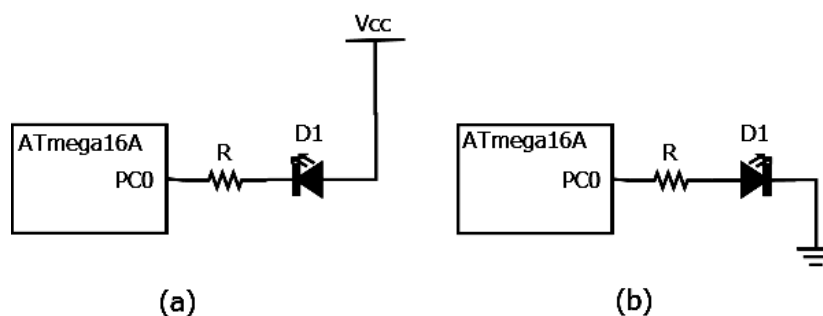 Vcc
ATmega16A
PC0
R
D1
(a)
ATmega16A
PC0
R
D1
(b)